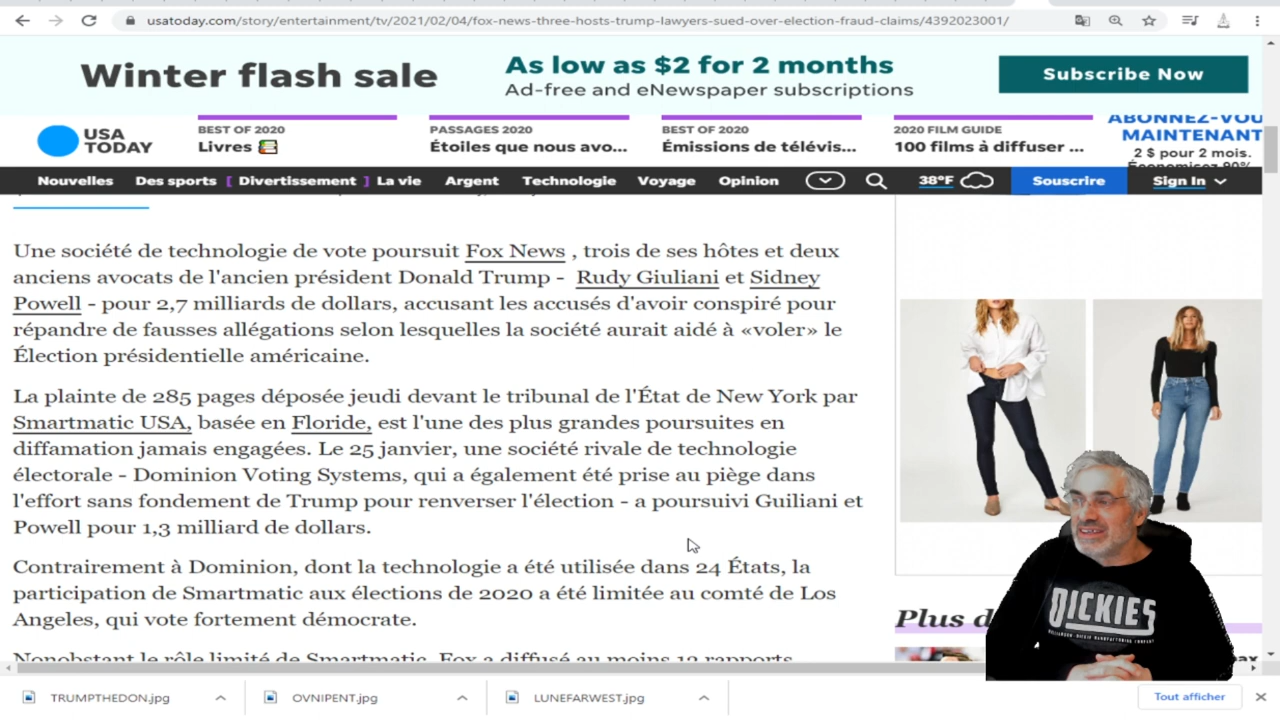 usatoday.com/story/entertainment/tv/2021/02/04/fox-news-three-hosts-trump-lawyers-sued-over-election-fraud-claims/4392023001/
Winter flash sale
As low as $2 for 2 months
Ad-free and eNewspaper subscriptions
Subscribe Now
USA
TODAY
BEST OF 2020
Livres
PASSAGES 2020
Étoiles que nous avo...
BEST OF 2020
Émissions de télévis...
2020 FILM GUIDE
100 films à diffuser ...
ABONNEZ-VOU
MAINTENANT
2 $ pour 2 mois.
Économisez 90%
Nouvelles Des sports [ Divertissement ] La vie Argent Technologie Voyage Opinion 38°F Souscrire Sign In
Une société de technologie de vote poursuit Fox News , trois de ses hôtes et deux
anciens avocats de l'ancien président Donald Trump - Rudy Giuliani et Sidney
Powell - pour 2,7 milliards de dollars, accusant les accusés d'avoir conspiré pour
répandre de fausses allégations selon lesquelles la société aurait aidé à «voler» le
Élection présidentielle américaine.
La plainte de 285 pages déposée jeudi devant le tribunal de l'État de New York par
Smartmatic USA, basée en Floride, est l'une des plus grandes poursuites en
diffamation jamais engagées. Le 25 janvier, une société rivale de technologie
électorale - Dominion Voting Systems, qui a également été prise au piège dans
l'effort sans fondement de Trump pour renverser l'élection - a poursuivi Guiliani et
Powell pour 1,3 milliard de dollars.
Contrairement à Dominion, dont la technologie a été utilisée dans 24 États, la
participation de Smartmatic aux élections de 2020 a été limitée au comté de Los
Angeles, qui vote fortement démocrate.
Nonobstant le rôle limité de Smartmatic, Fox a diffusé au moins 13 rapports
Plus d
DICKIES
TRUMPTHEDON.jpg
OVNIPENT.jpg
LUNEFARWEST.jpg
Tout afficher